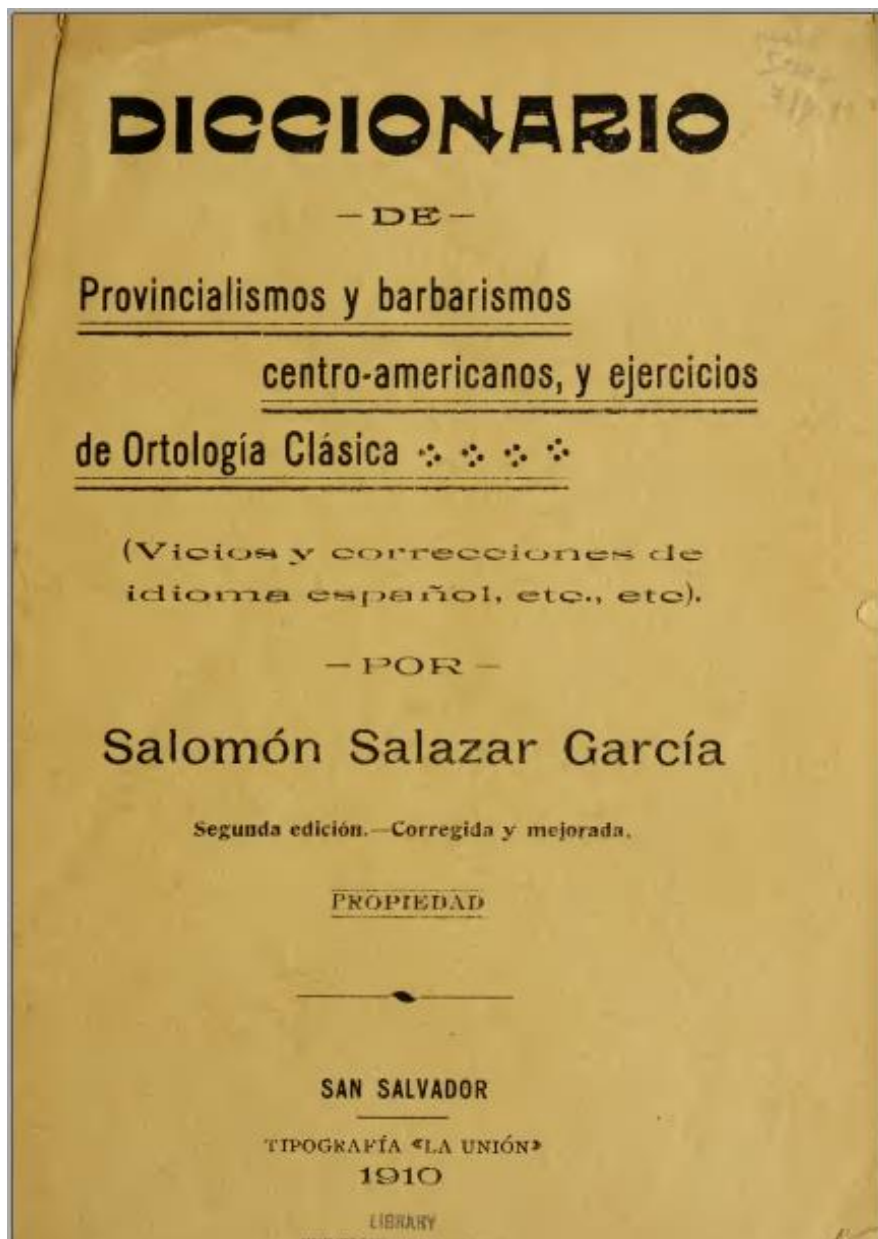 DICCIONARIO
—DE—
Provincialismos y barbarismos
centro-americanos, y ejercicios
de Ortología Clásica
(Vicios y correcciones de
idioma español, etc., etc).
—POR—
Salomón Salazar García
Segunda edición.—Corregida y mejorada.
PROPIEDAD
SAN SALVADOR
TIPOGRAFÍA «LA UNIÓN»
1910
LIBRARY